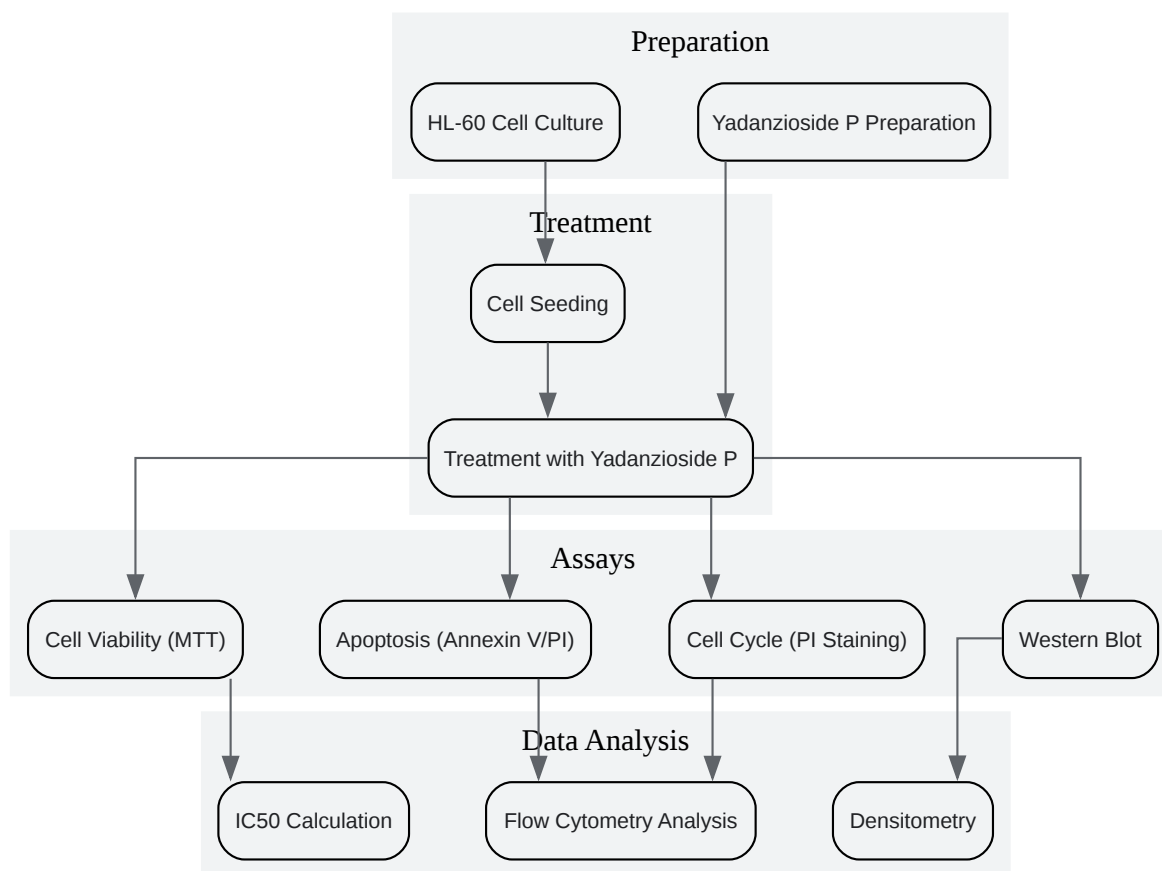 Preparation
HL-60 Cell Culture
Yadanzioside P Preparation
Treatment
Cell Seeding
Treatment with Yadanzioside P
Assays
Cell Viability (MTT)
Apoptosis (Annexin V/PI)
Cell Cycle (PI Staining)
Western Blot
Data Analysis
IC50 Calculation
Flow Cytometry Analysis
Densitometry